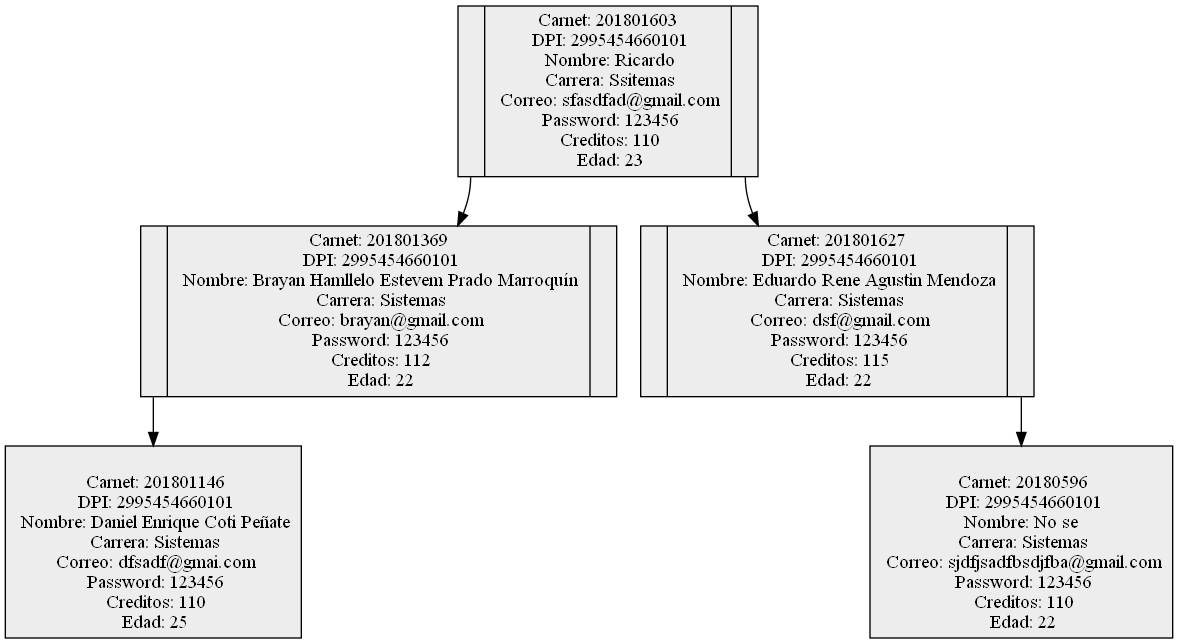 Carnet: 201801603
DPI: 2995454660101
Nombre: Ricardo
Carrera: Ssitemas
Correo: sfasdfad@gmail.com
Password: 123456
Creditos: 110
Edad: 23
Carnet: 201801369
DPI: 2995454660101
Nombre: Brayan Hamllelo Estevem Prado Marroquín
Carrera: Sistemas
Correo: brayan@gmail.com
Password: 123456
Creditos: 112
Edad: 22
Carnet: 201801627
DPI: 2995454660101
Nombre: Eduardo Rene Agustin Mendoza
Carrera: Sistemas
Correo: dsf@gmail.com
Password: 123456
Creditos: 115
Edad: 22
Carnet: 201801146
DPI: 2995454660101
Nombre: Daniel Enrique Coti Peñate
Carrera: Sistemas
Correo: dfsadf@gmai.com
Password: 123456
Creditos: 110
Edad: 25
Carnet: 20180596
DPI: 2995454660101
Nombre: No se
Carrera: Sistemas
Correo: sjdfjsadfbsdjfba@gmail.com
Password: 123456
Creditos: 110
Edad: 22